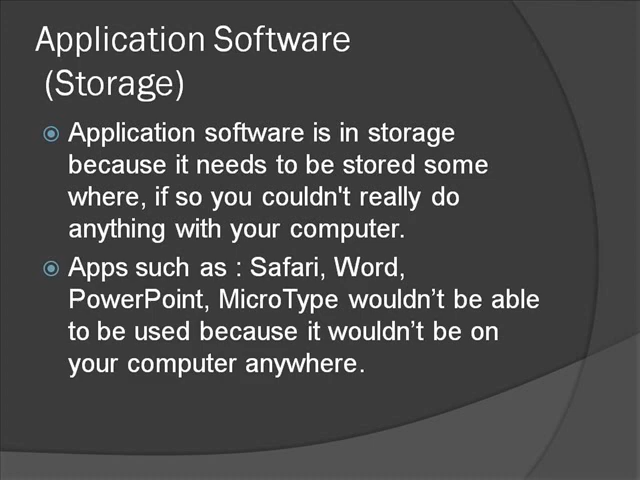 Application Software
(Storage)
Application software is in storage
because it needs to be stored some
where, if so you couldn't really do
anything with your computer.
Apps such as : Safari, Word,
PowerPoint, MicroType wouldn’t be able
to be used because it wouldn’t be on
your computer anywhere.